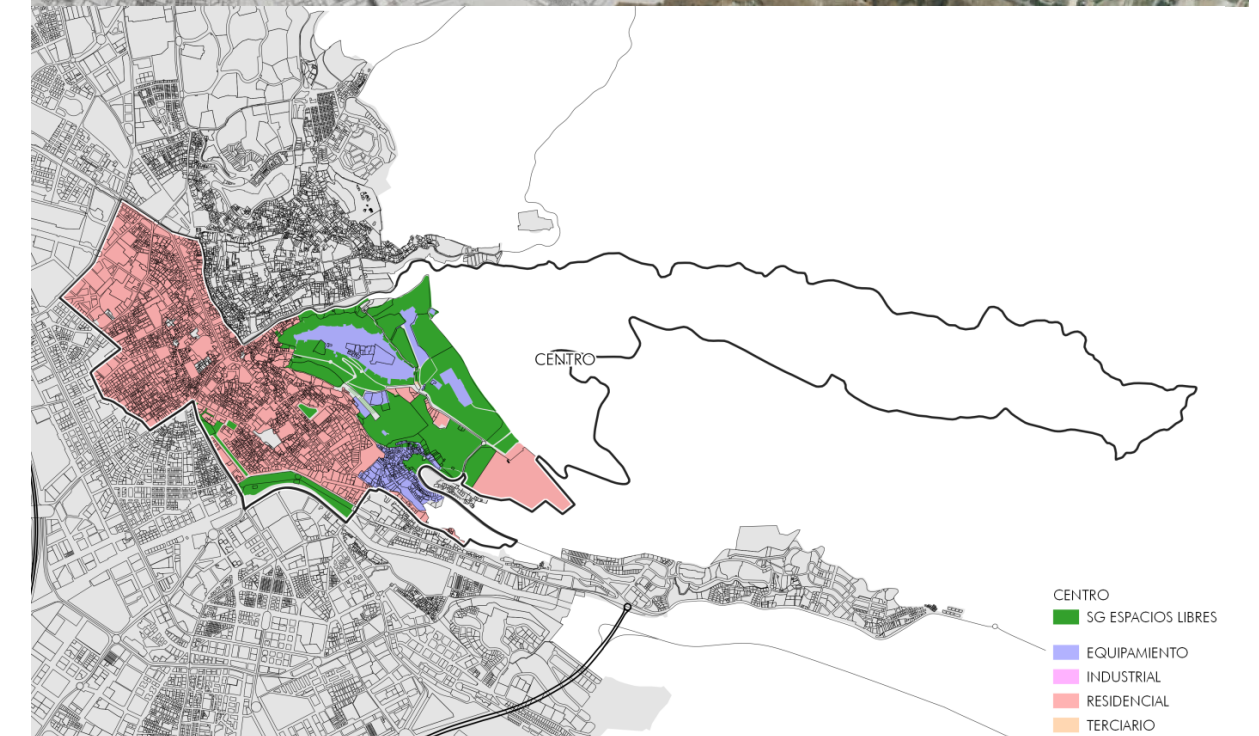 CENTRO
CENTRO
SG ESPACIOS LIBRES
EQUIPAMIENTO
INDUSTRIAL
RESIDENCIAL
TERCIARIO